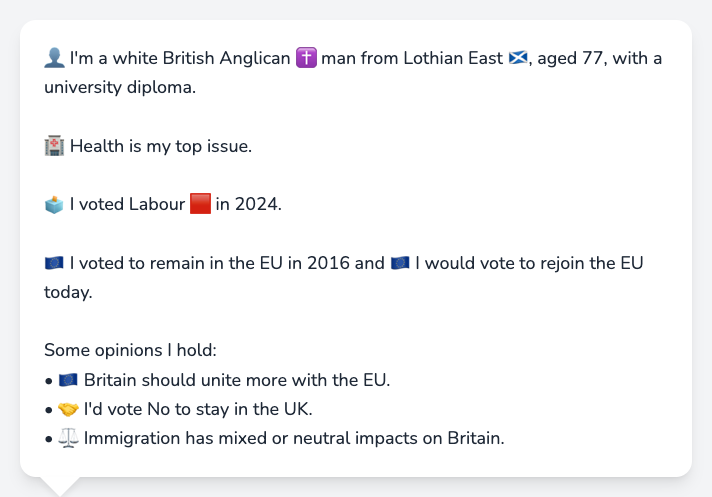 👤 I'm a white British Anglican ✝️ man from Lothian East 🏴󠁧󠁢󠁳󠁣󠁴󠁿, aged 77, with a
university diploma.
🏥 Health is my top issue.
🗳️ I voted Labour 🟥 in 2024.
🇪🇺 I voted to remain in the EU in 2016 and 🇪🇺 I would vote to rejoin the EU
today.
Some opinions I hold:
• 🇪🇺 Britain should unite more with the EU.
• 🤝 I'd vote No to stay in the UK.
• ⚖️ Immigration has mixed or neutral impacts on Britain.